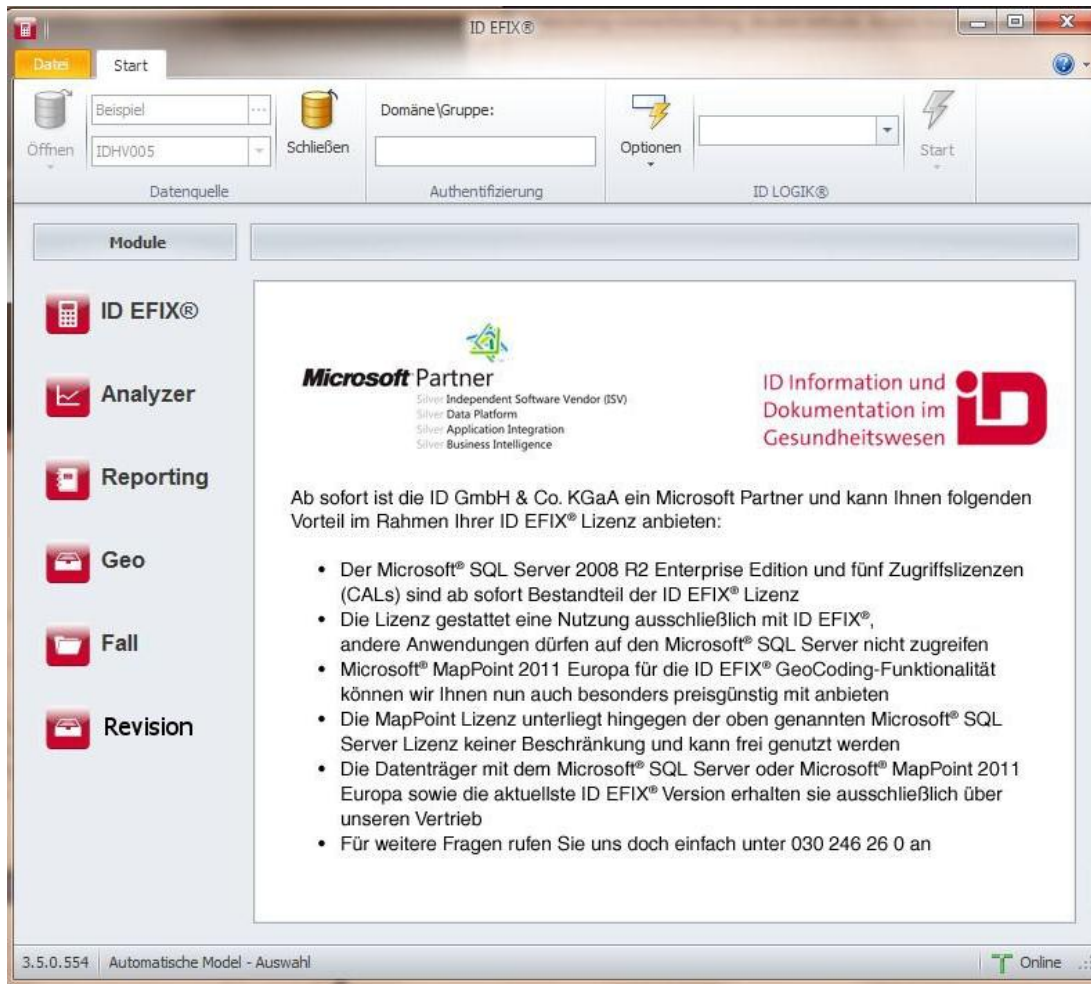 ID EFIX®
Datei
Start
Beispiel
IDHV005
Öffnen
Schließen
Datenquelle
Domäne\Gruppe:
Authentifizierung
Optionen
Start
ID LOGIK®
Module
ID EFIX®
Analyzer
Reporting
Geo
Fall
Revision
Microsoft Partner
Silver Independent Software Vendor (ISV)
Silver Data Platform
Silver Application Integration
Silver Business Intelligence
ID Information und
Dokumentation im
Gesundheitswesen
iD
Ab sofort ist die ID GmbH & Co. KGaA ein Microsoft Partner und kann Ihnen folgenden
Vorteil im Rahmen Ihrer ID EFIX® Lizenz anbieten:
• Der Microsoft® SQL Server 2008 R2 Enterprise Edition und fünf Zugriffslizenzen
(CALs) sind ab sofort Bestandteil der ID EFIX® Lizenz
• Die Lizenz gestattet eine Nutzung ausschließlich mit ID EFIX®,
andere Anwendungen dürfen auf den Microsoft® SQL Server nicht zugreifen
• Microsoft® MapPoint 2011 Europa für die ID EFIX® GeoCoding-Funktionalität
können wir Ihnen nun auch besonders preisgünstig mit anbieten
• Die MapPoint Lizenz unterliegt hingegen der oben genannten Microsoft® SQL
Server Lizenz keiner Beschränkung und kann frei genutzt werden
• Die Datenträger mit dem Microsoft® SQL Server oder Microsoft® MapPoint 2011
Europa sowie die aktuellste ID EFIX® Version erhalten sie ausschließlich über
unseren Vertrieb
• Für weitere Fragen rufen Sie uns doch einfach unter 030 246 26 0 an
3.5.0.554
Automatische Model - Auswahl
Online